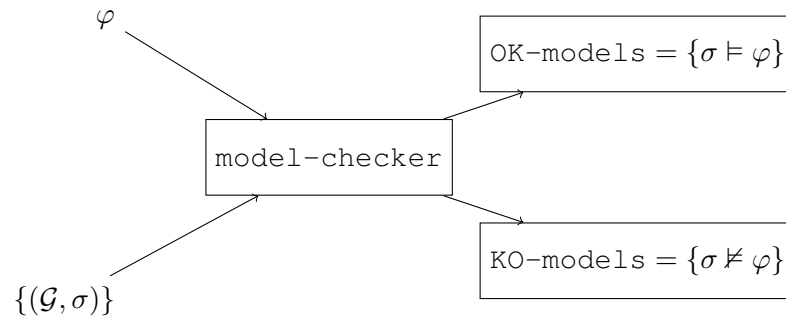 φ
OK-models = {σ ⊨ φ}
model-checker
KO-models = {σ ⊭ φ}
{(𝒢, σ)}